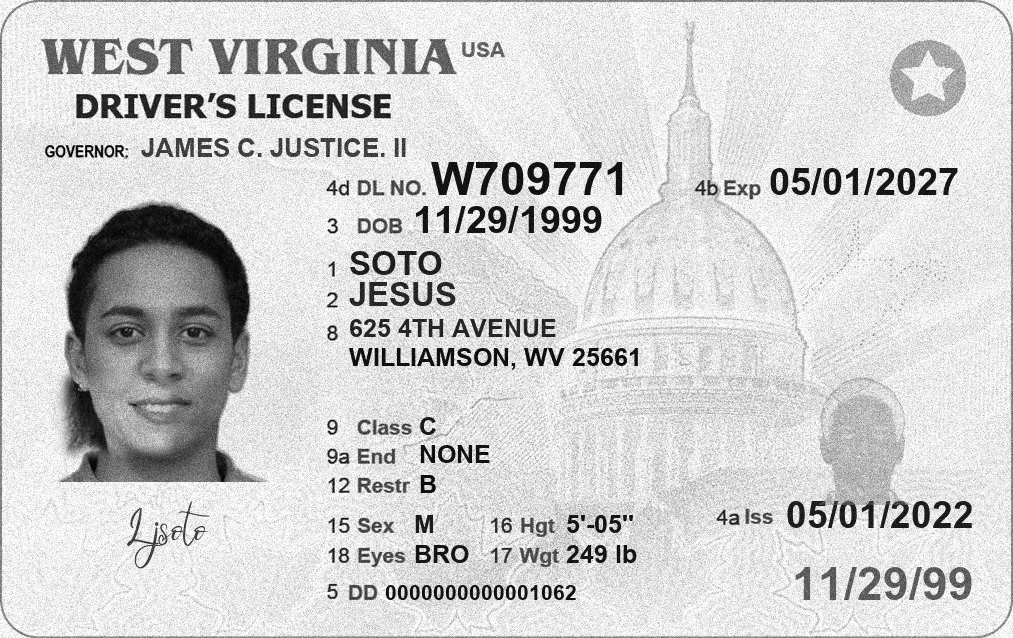 WEST VIRGINIA USA
DRIVER'S LICENSE
GOVERNOR: JAMES C. JUSTICE. II
4d DL NO. W709771 4b Exp 05/01/2027
3 DOB 11/29/1999
1 SOTO
2 JESUS
8 625 4TH AVENUE
WILLIAMSON, WV 25661
9 Class C
9a End NONE
12 Restr B
15 Sex M 16 Hgt 5'-05"
4a Iss 05/01/2022
18 Eyes BRO 17 Wgt 249 lb
5 DD 0000000000001062
11/29/99
Ljsoto